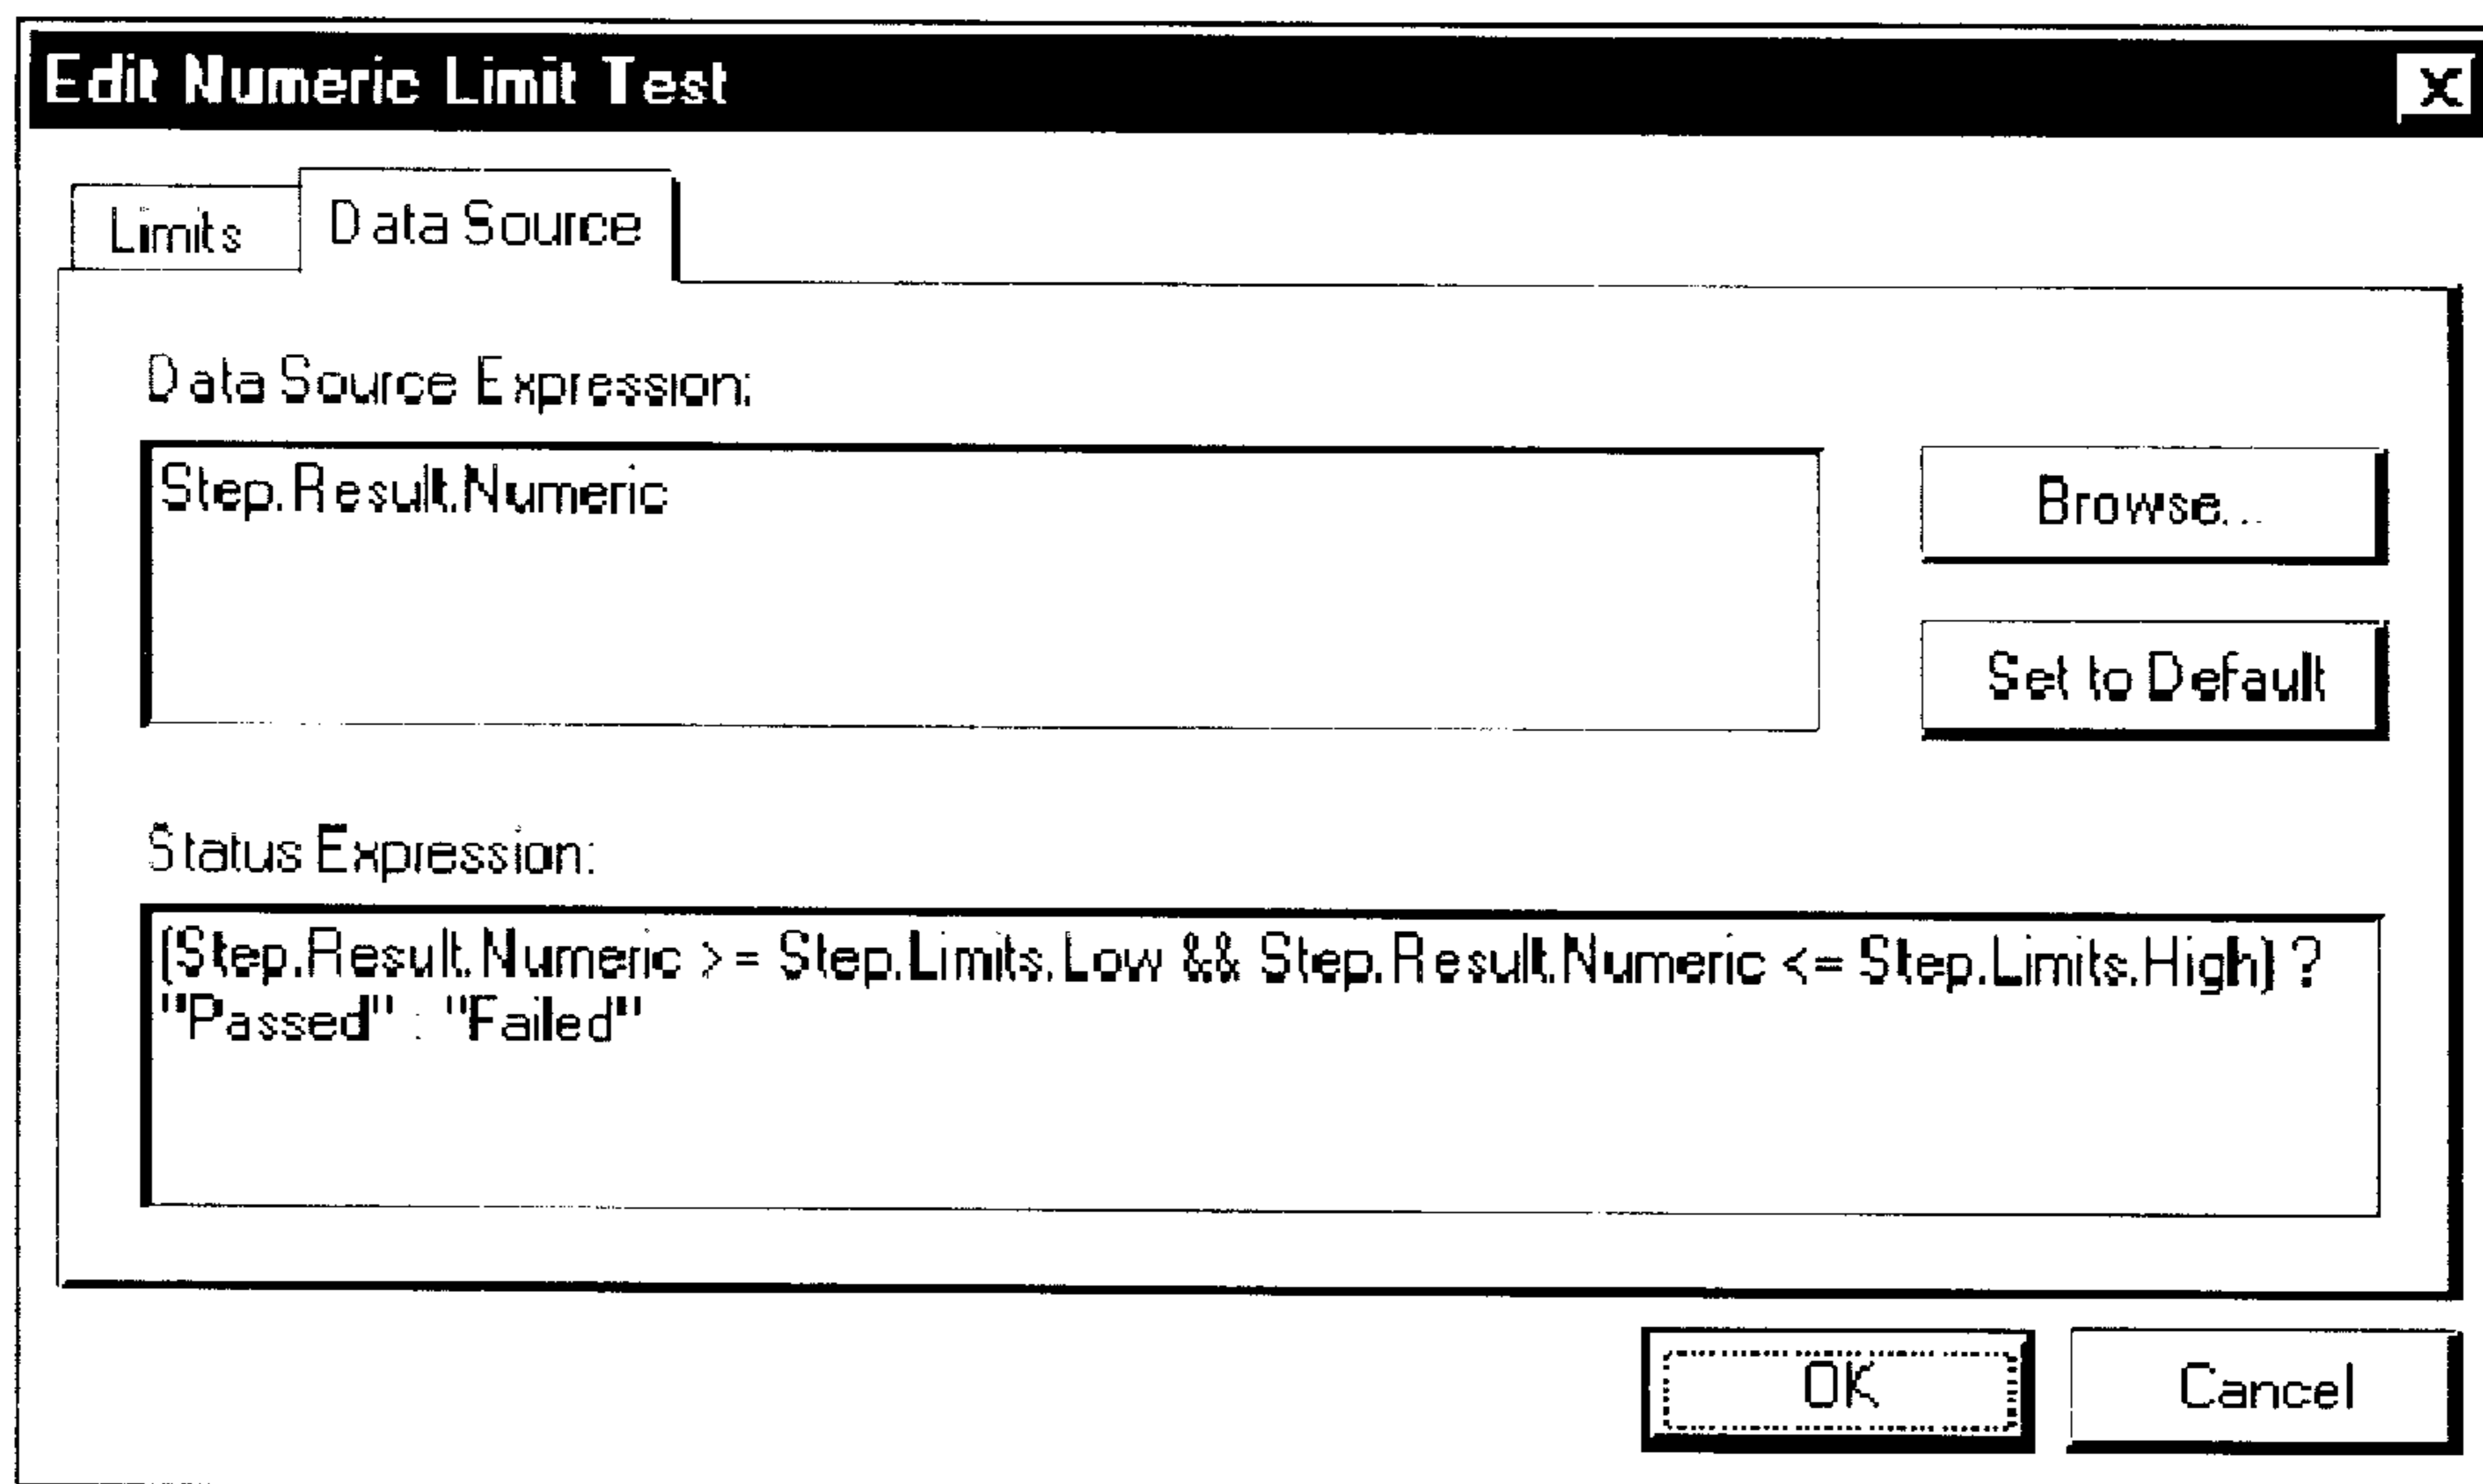 Edit Numeric Limit Test
Limits
Data Source
Data Source Expression:
Step.Result.Numeric
Browse...
Set to Default
Status Expression:
(Step.Result.Numeric >= Step.Limits.Low && Step.Result.Numeric <= Step.Limits.High) ?
"Passed" : "Failed"
OK
Cancel